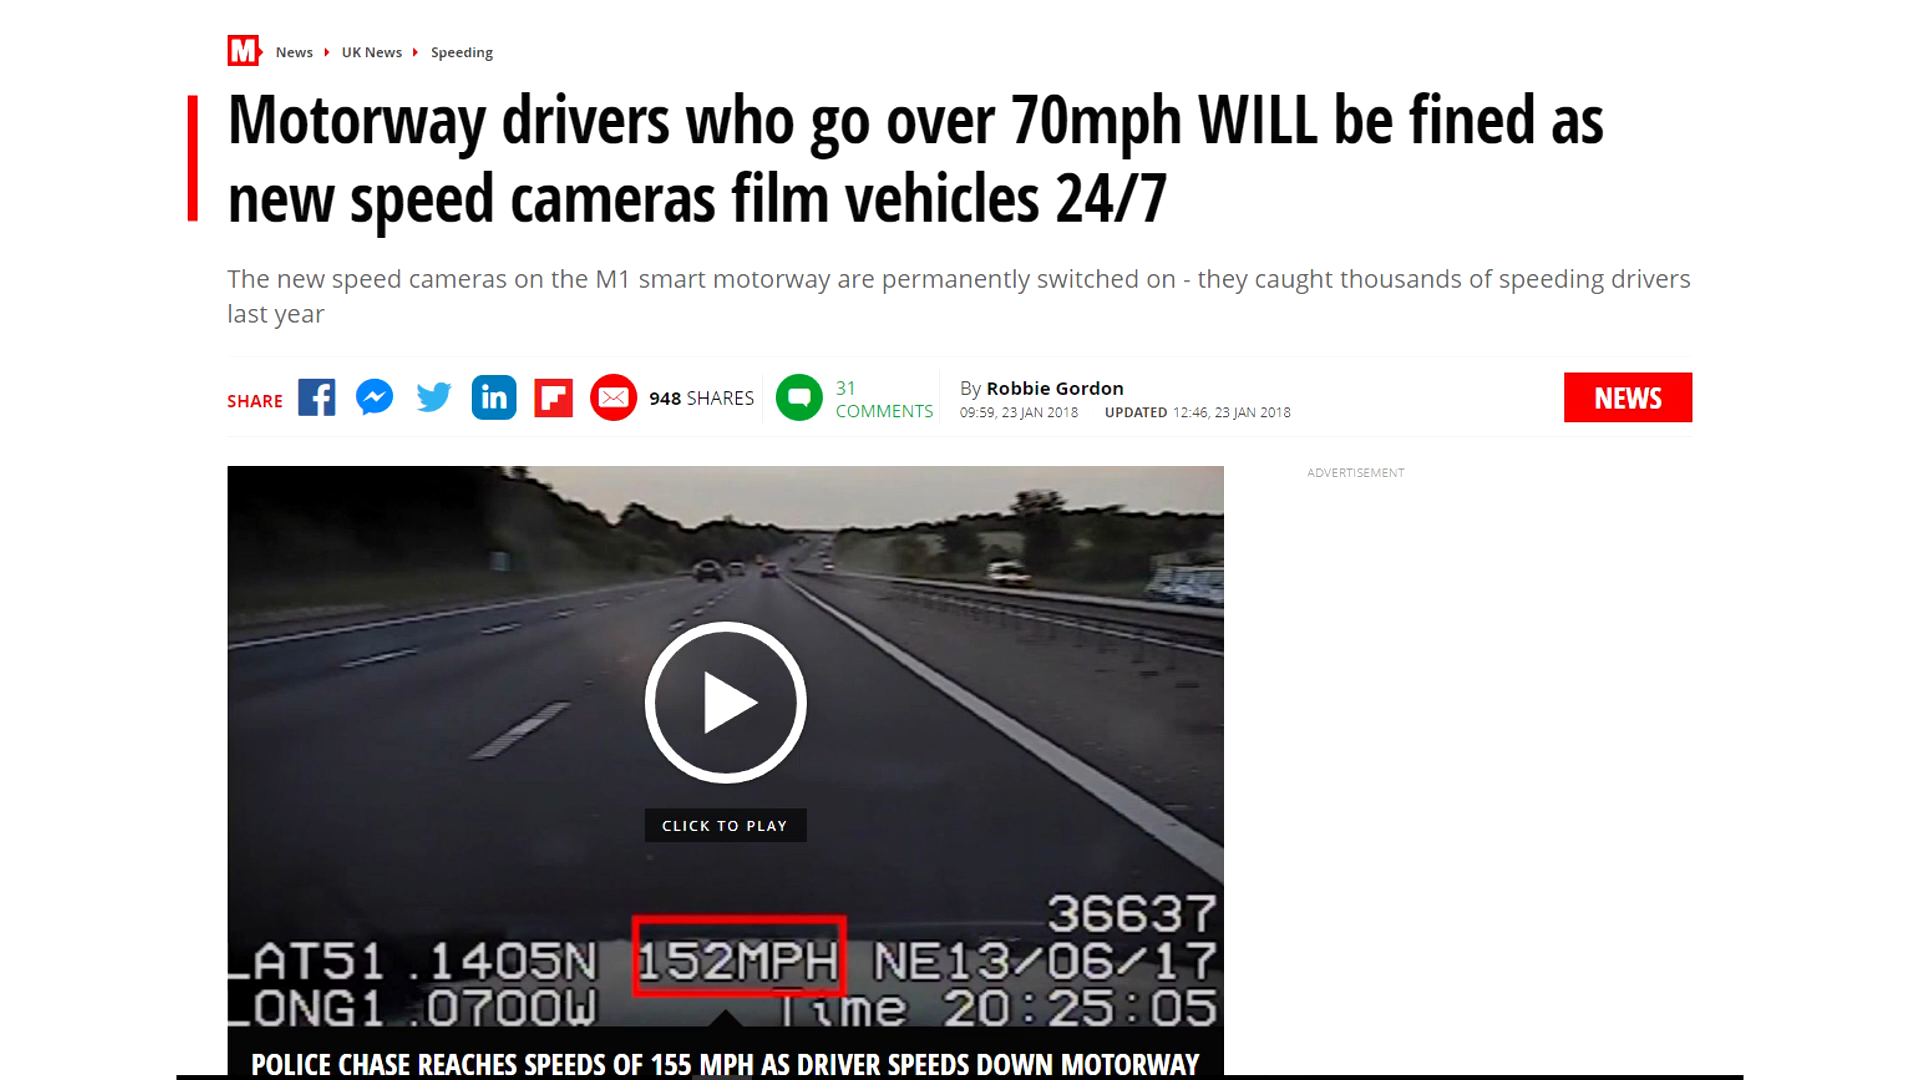 M News UK News Speeding
Motorway drivers who go over 70mph WILL be fined as
new speed cameras film vehicles 24/7
The new speed cameras on the M1 smart motorway are permanently switched on - they caught thousands of speeding drivers
last year
SHARE 948 SHARES 31
COMMENTS
By Robbie Gordon
09:59, 23 JAN 2018 UPDATED 12:46, 23 JAN 2018
NEWS
ADVERTISEMENT
CLICK TO PLAY
36637
LAT51.1405N 152MPH NE13/06/17
LONG1.0700W Time 20:25:05
POLICE CHASE REACHES SPEEDS OF 155 MPH AS DRIVER SPEEDS DOWN MOTORWAY